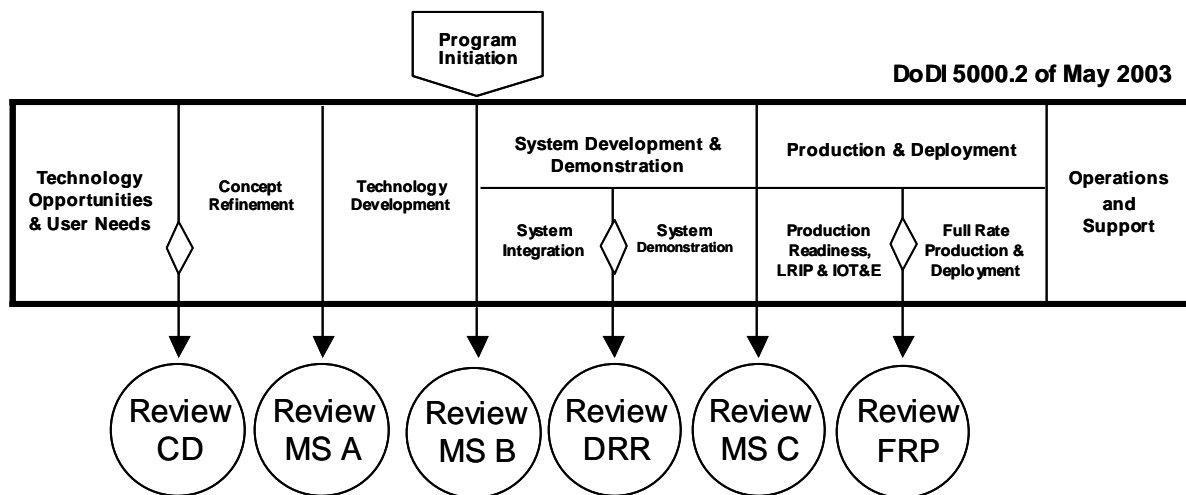 Program
Initiation
DoDI 5000.2 of May 2003
Technology
Opportunities
& User Needs
Concept
Refinement
Technology
Development
System Development &
Demonstration
System
Integration
System
Demonstration
Production & Deployment
Production
Readiness,
LRIP & IOT&E
Full Rate
Production &
Deployment
Operations
and
Support
Review
CD
Review
MS A
Review
MS B
Review
DRR
Review
MS C
Review
FRP